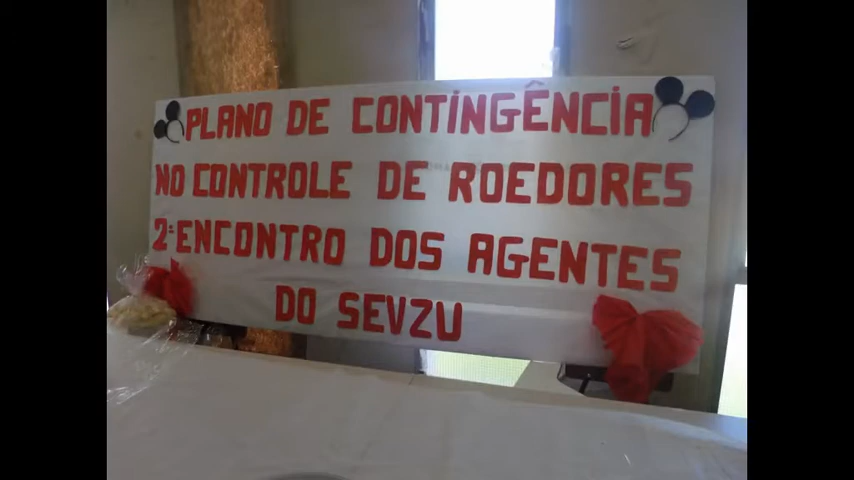 PLANO DE CONTINGÊNCIA
NO CONTROLE DE ROEDORES
2º ENCONTRO DOS AGENTES
DO SEVZU